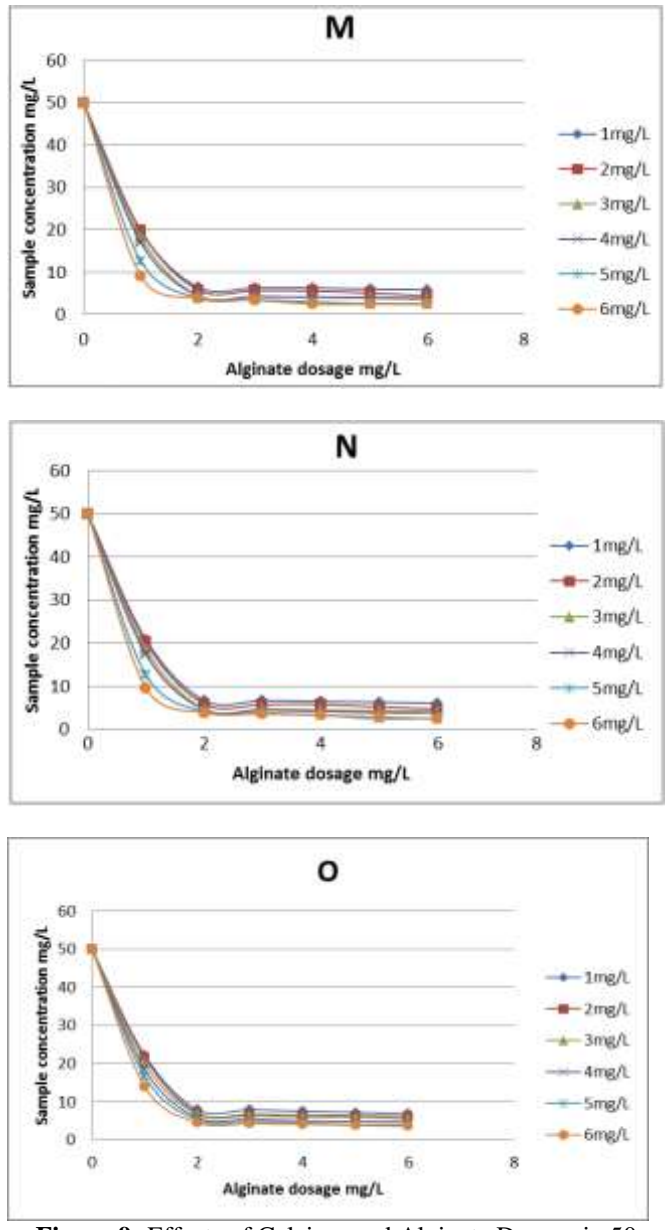 M
60
50
40
30
20
10
0
0 2 4 6 8
Sample concentration mg/L
Alginate dosage mg/L
1mg/L
2mg/L
3mg/L
4mg/L
5mg/L
6mg/L
N
60
50
40
30
20
10
0
0 2 4 6 8
Sample concentration mg/L
Alginate dosage mg/L
1mg/L
2mg/L
3mg/L
4mg/L
5mg/L
6mg/L
O
60
50
40
30
20
10
0
0 2 4 6 8
Sample concentration mg/L
Alginate dosage mg/L
1mg/L
2mg/L
3mg/L
4mg/L
5mg/L
6mg/L
Figure 9: Effects of Calcium and Alginate Dosage in 50